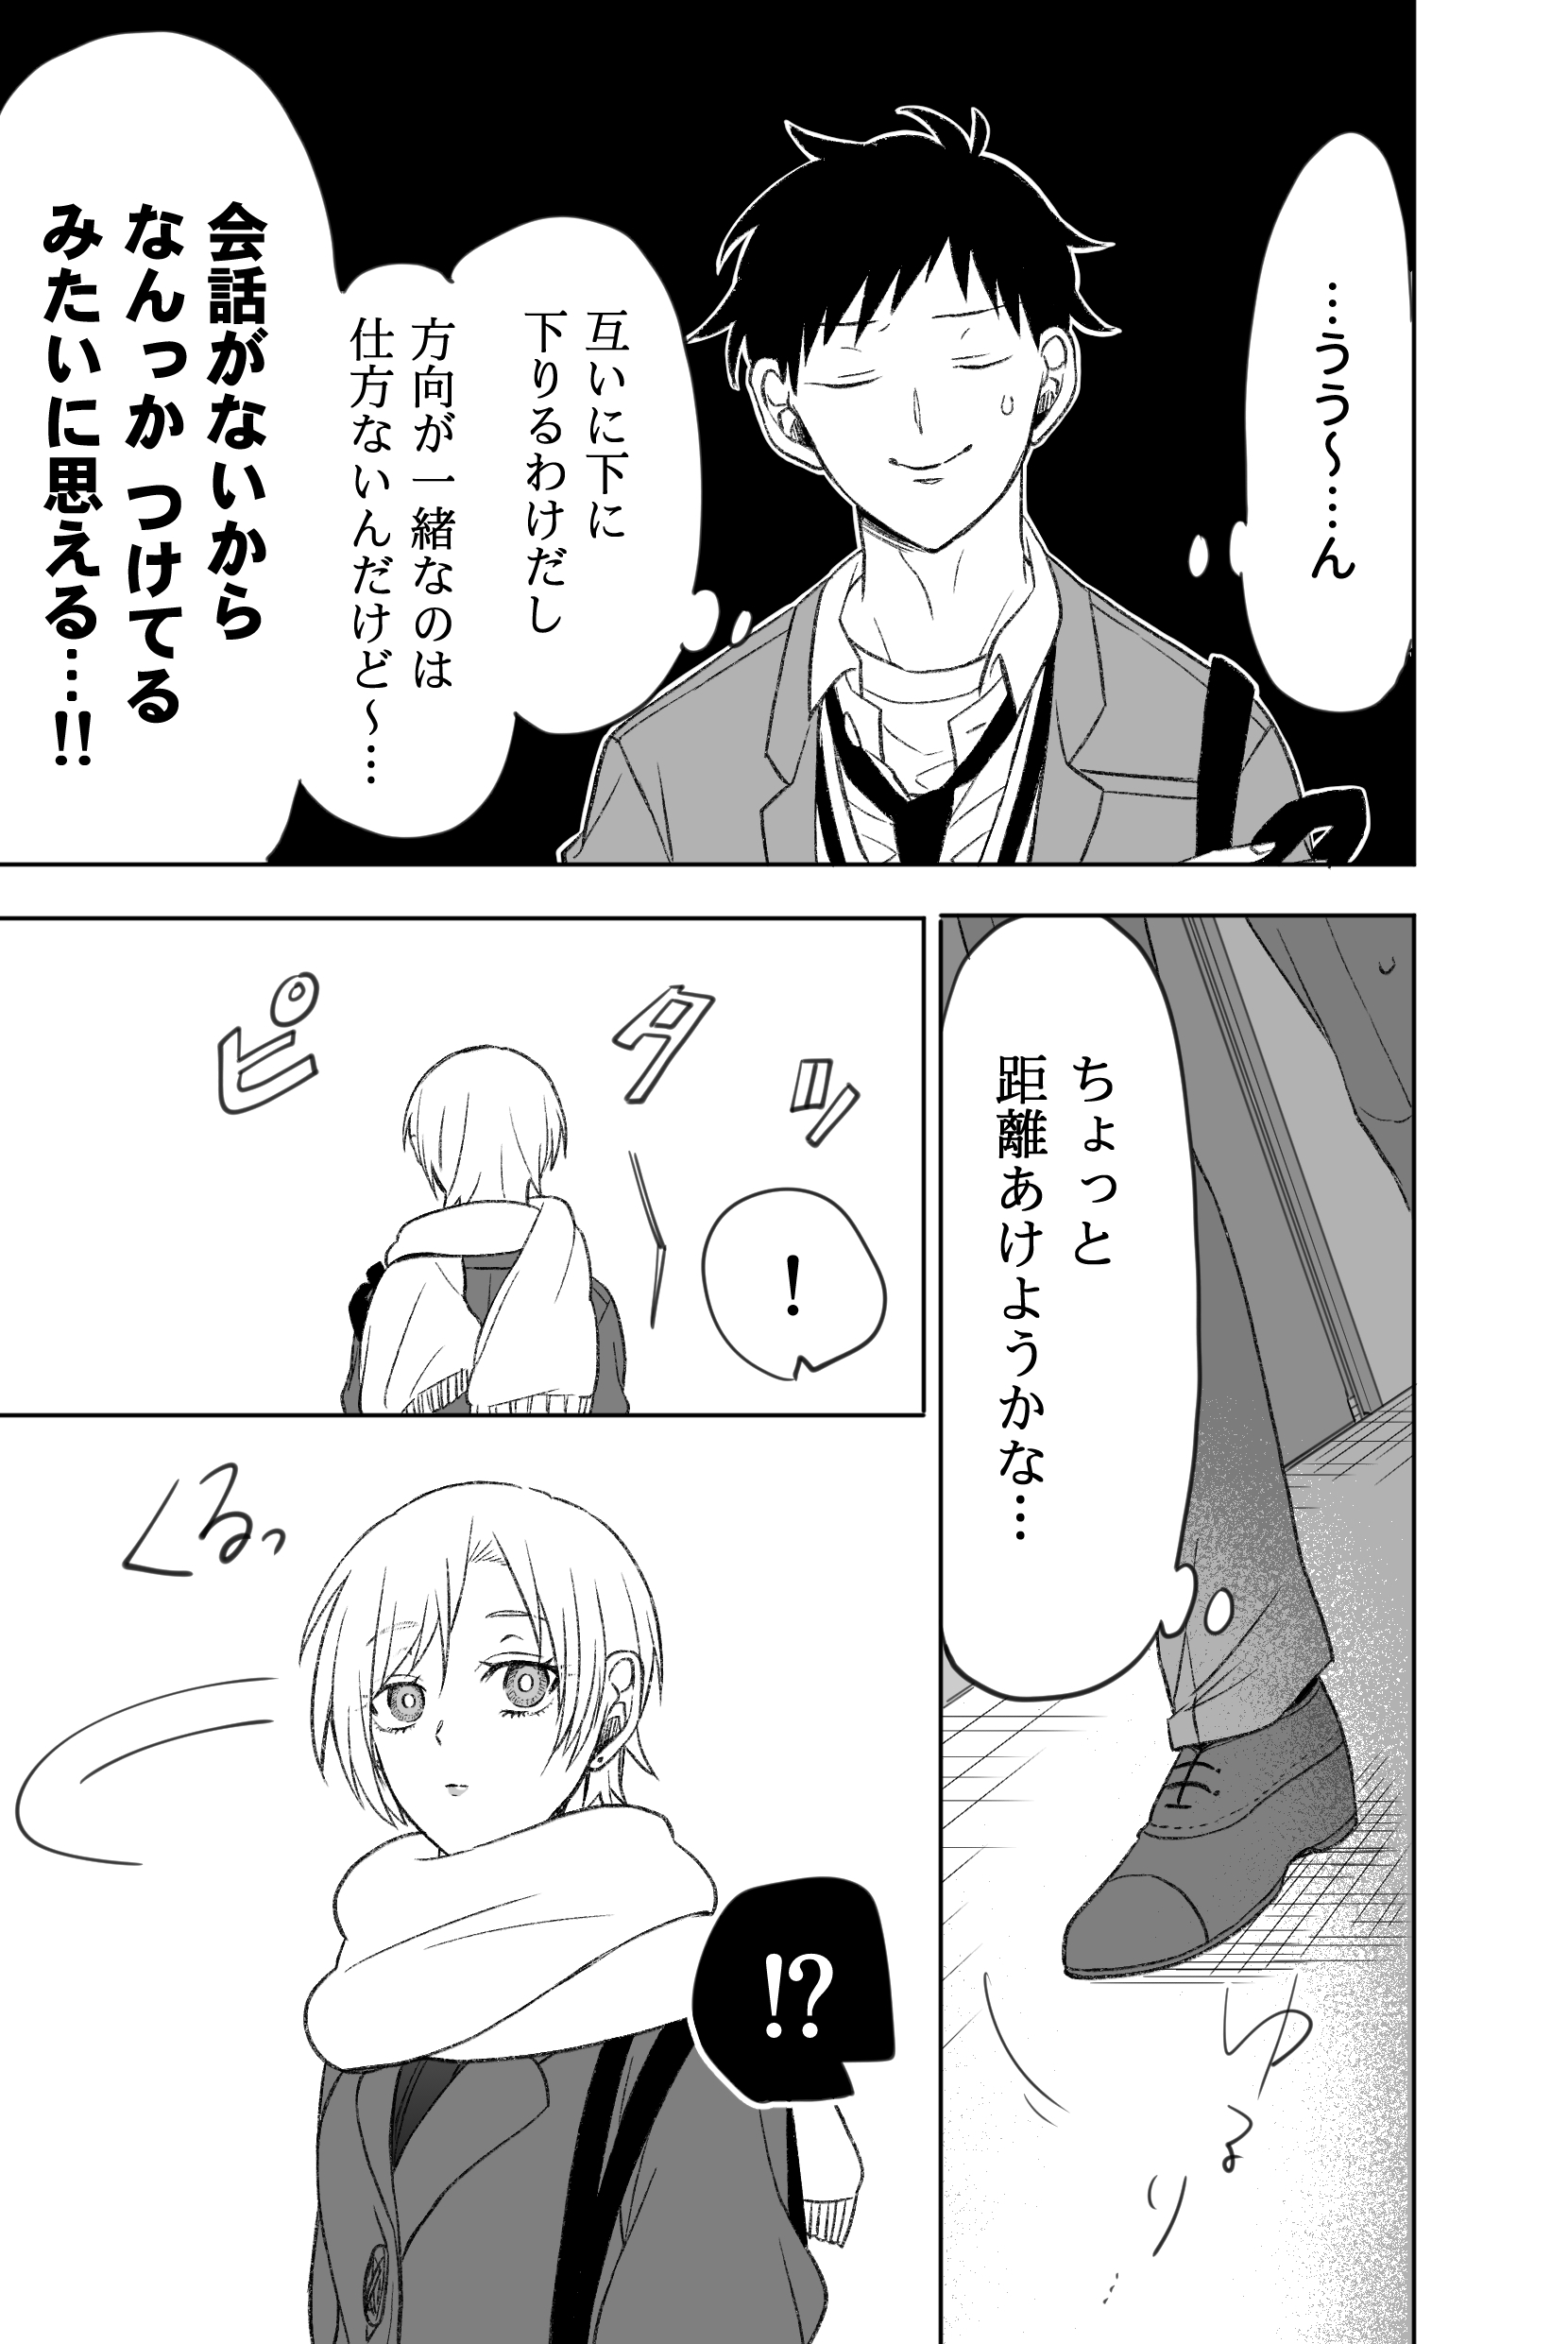 …うう〜……ん
互いに下に
下りるわけだし
方向が一緒なのは
仕方ないんだけど〜…
会話がないから
なんっか つけてる
みたいに思える…!!
ちょっと
距離あけようかな…
ゆるり…
ピタッ
!
くるっ
!?